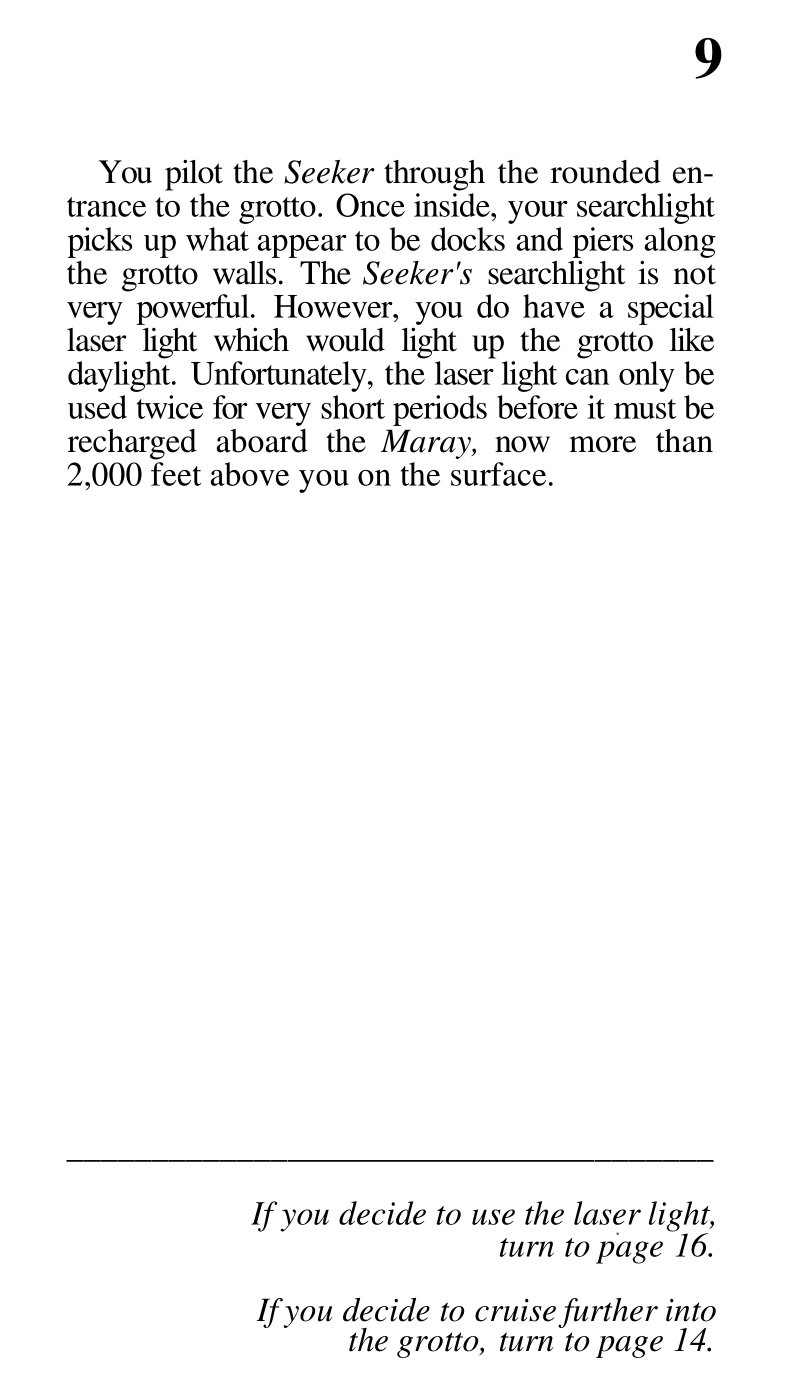 9
You pilot the Seeker through the rounded en-
trance to the grotto. Once inside, your searchlight
picks up what appear to be docks and piers along
the grotto walls. The Seeker's searchlight is not
very powerful. However, you do have a special
laser light which would light up the grotto like
daylight. Unfortunately, the laser light can only be
used twice for very short periods before it must be
recharged aboard the Maray, now more than
2,000 feet above you on the surface.
If you decide to use the laser light,
turn to page 16.
If you decide to cruise further into
the grotto, turn to page 14.